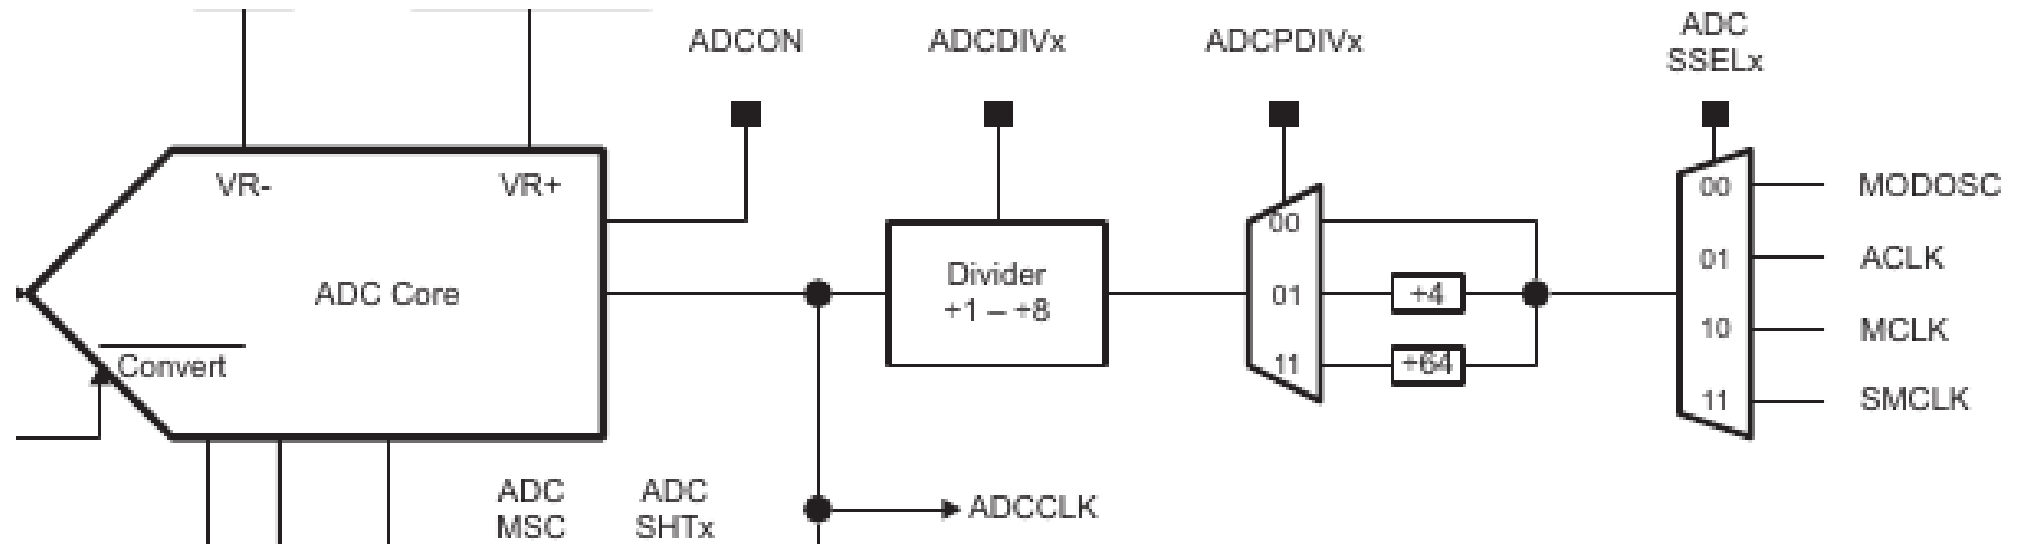 ADCON
ADCDIVx
ADCPDIVx
ADC
SSELx
VR-
VR+
00
00
MODOSC
01
ACLK
ADC Core
Divider
+1 – +8
01
+4
10
MCLK
Convert
11
+64
11
SMCLK
ADC
MSC
ADC
SHTx
ADCCLK